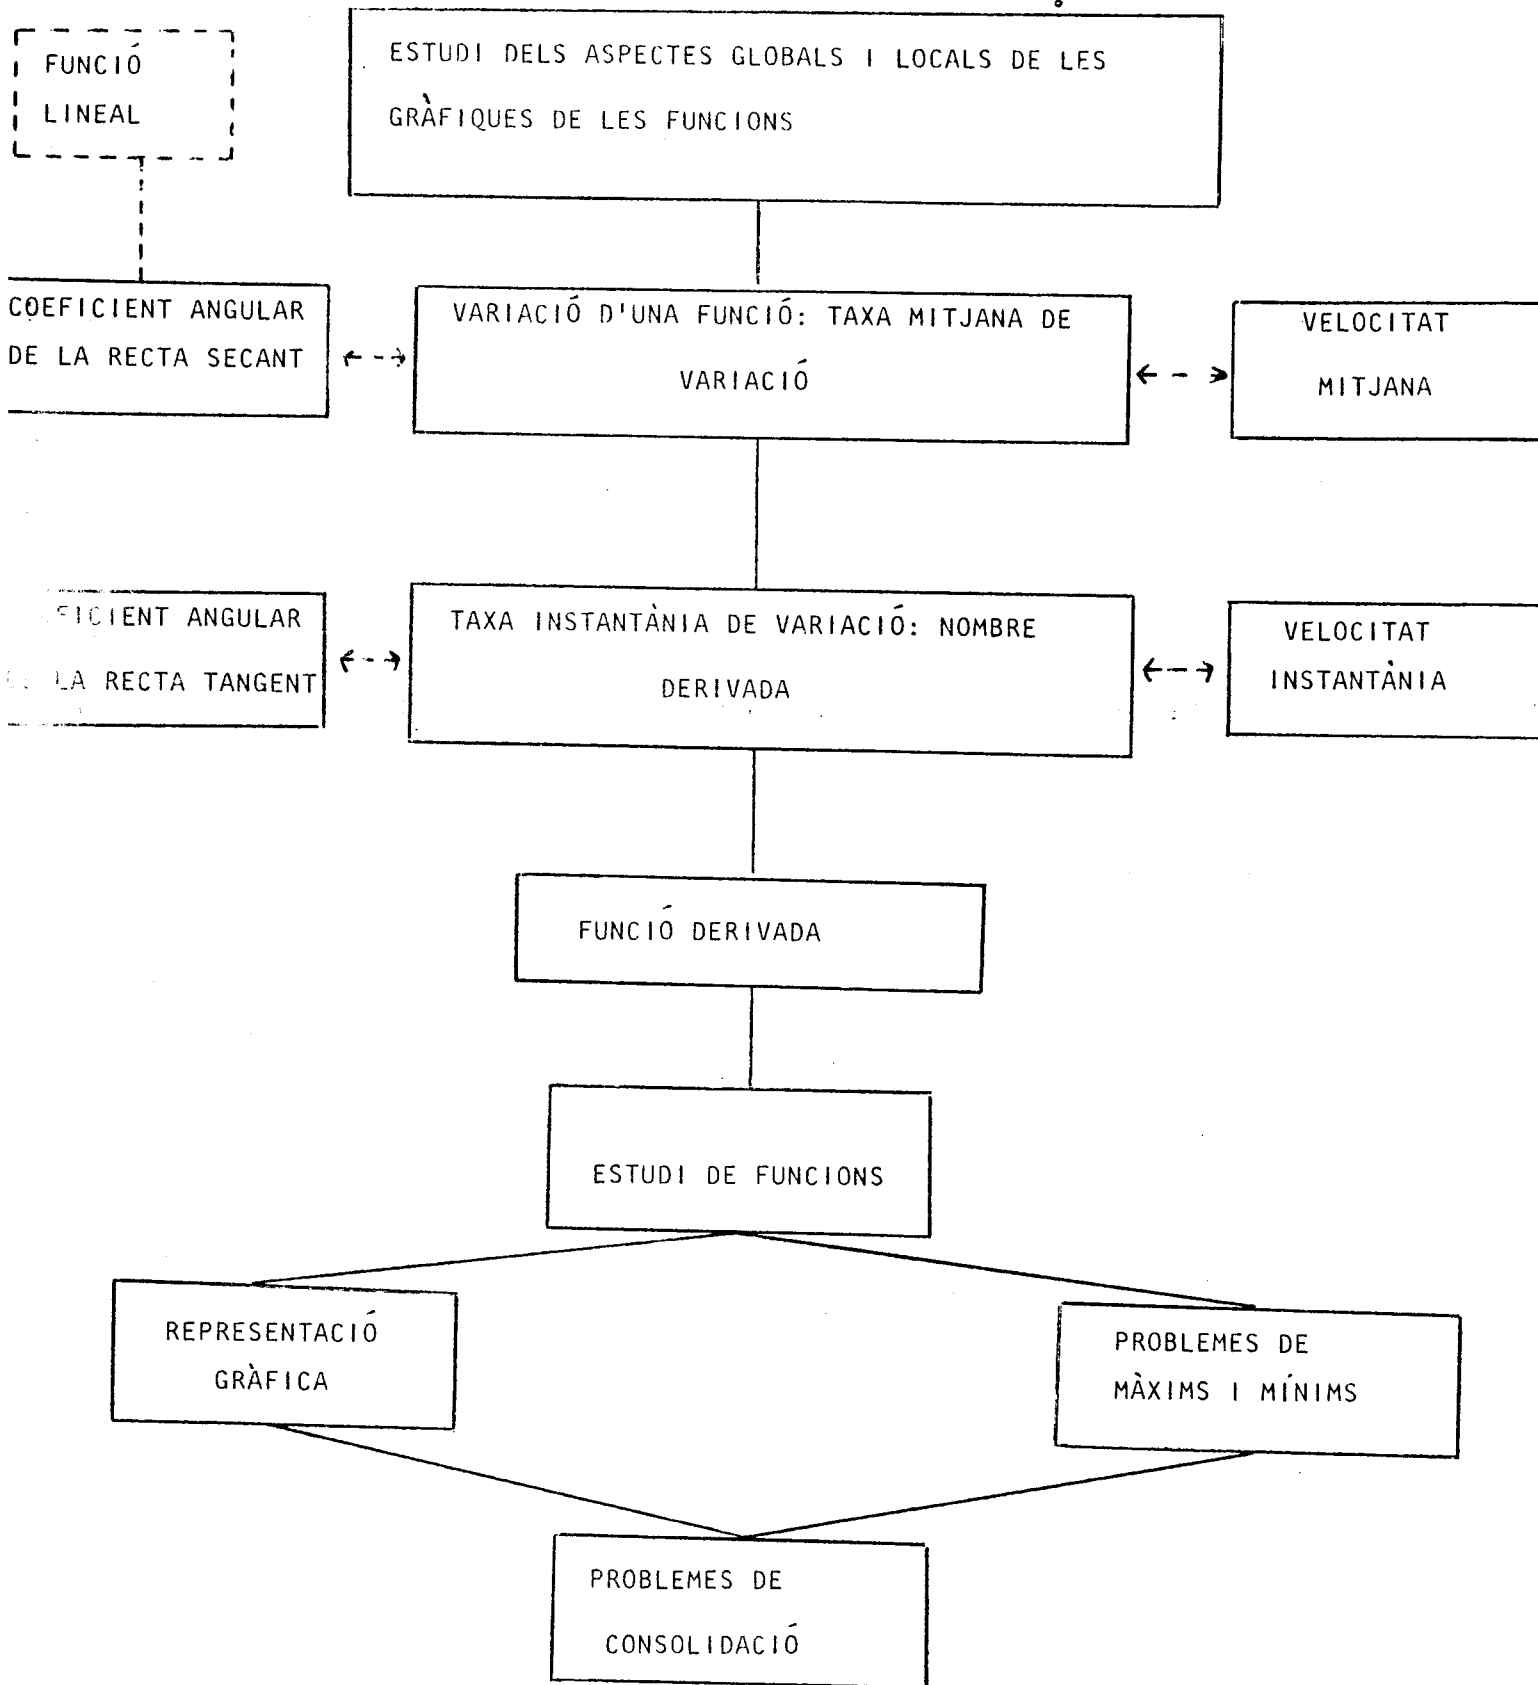 FUNCIÓ
LINEAL
ESTUDI DELS ASPECTES GLOBALS I LOCALS DE LES
GRÀFIQUES DE LES FUNCIONS
COEFICIENT ANGULAR
DE LA RECTA SECANT
VARIACIÓ D'UNA FUNCIÓ: TAXA MITJANA DE
VARIACIÓ
VELOCITAT
MITJANA
FICIENT ANGULAR
LA RECTA TANGENT
TAXA INSTANTÀNIA DE VARIACIÓ: NOMBRE
DERIVADA
VELOCITAT
INSTANTÀNIA
FUNCIÓ DERIVADA
ESTUDI DE FUNCIONS
REPRESENTACIÓ
GRÀFICA
PROBLEMES DE
MÀXIMS I MÍNIMS
PROBLEMES DE
CONSOLIDACIÓ